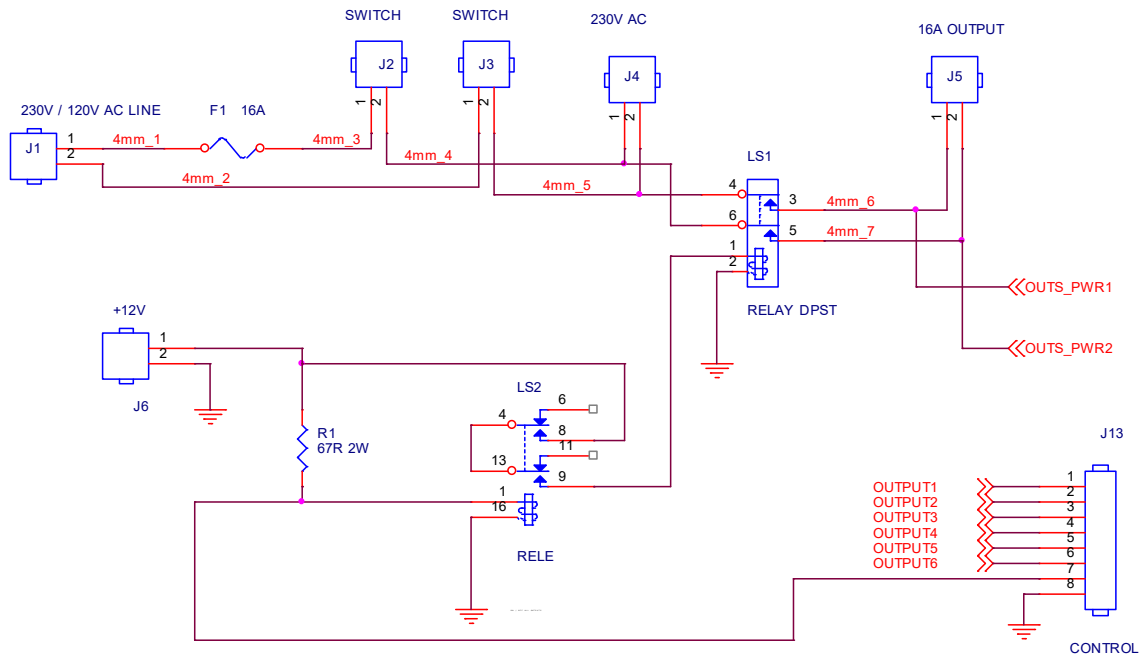 SWITCH SWITCH 230V AC 16A OUTPUT
J2 J3 J4 J5
1 2 1 2 1 2 1 2
230V / 120V AC LINE F1 16A
J1 1 4mm_1 4mm_3
2 4mm_2 4mm_4
4mm_5
LS1
4 3 4mm_6
6 5 4mm_7
1
2
RELAY DPST
OUTS_PWR1
OUTS_PWR2
+12V
1
2
J6
R1
67R 2W
LS2
6
4
8
11
13
9
1
16
RELE
J13
OUTPUT1 1
OUTPUT2 2
OUTPUT3 3
OUTPUT4 4
OUTPUT5 5
OUTPUT6 6
7
8
CONTROL